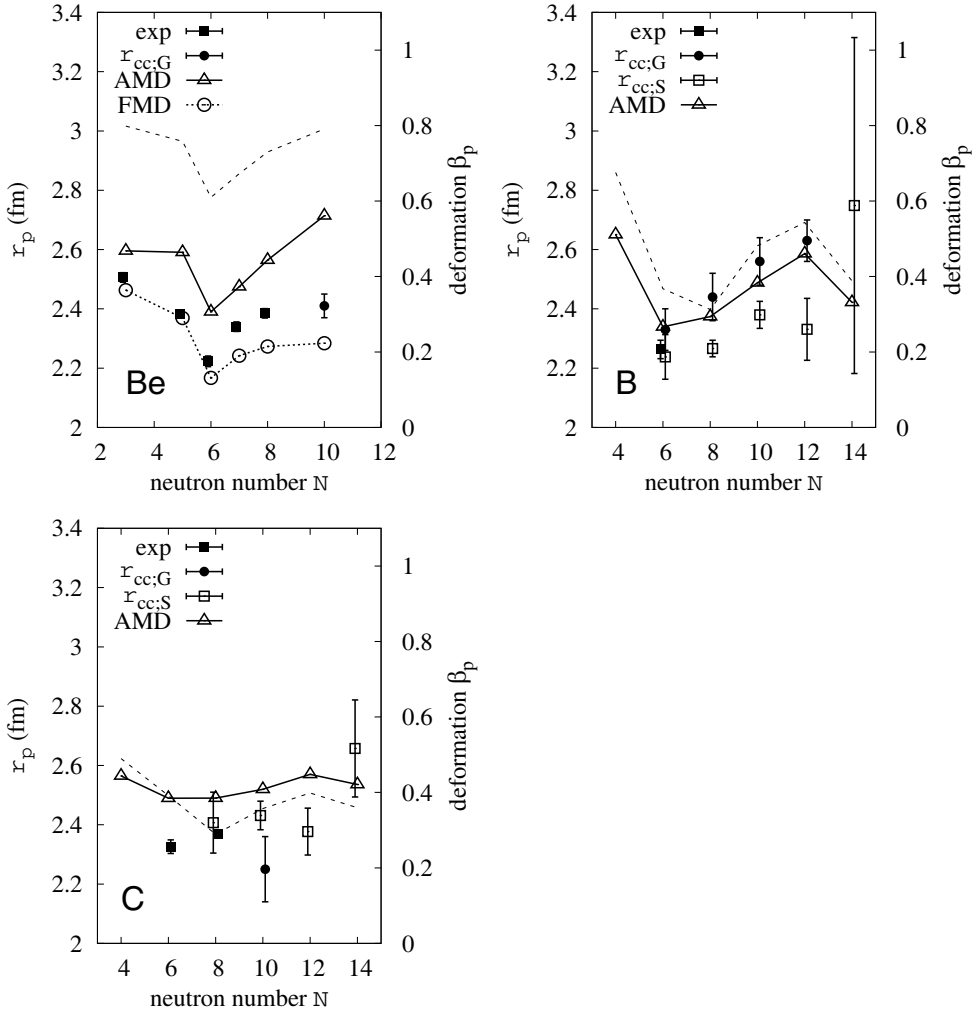 exp
r_cc;G
AMD
FMD
3.4
3.2
3
2.8
2.6
2.4
2.2
2
r_p (fm)
1
0.8
0.6
0.4
0.2
0
deformation β_p
Be
2 4 6 8 10 12
neutron number N
exp
r_cc;G
r_cc;S
AMD
3.4
3.2
3
2.8
2.6
2.4
2.2
2
r_p (fm)
1
0.8
0.6
0.4
0.2
0
deformation β_p
B
4 6 8 10 12 14
neutron number N
exp
r_cc;G
r_cc;S
AMD
3.4
3.2
3
2.8
2.6
2.4
2.2
2
r_p (fm)
1
0.8
0.6
0.4
0.2
0
deformation β_p
C
4 6 8 10 12 14
neutron number N